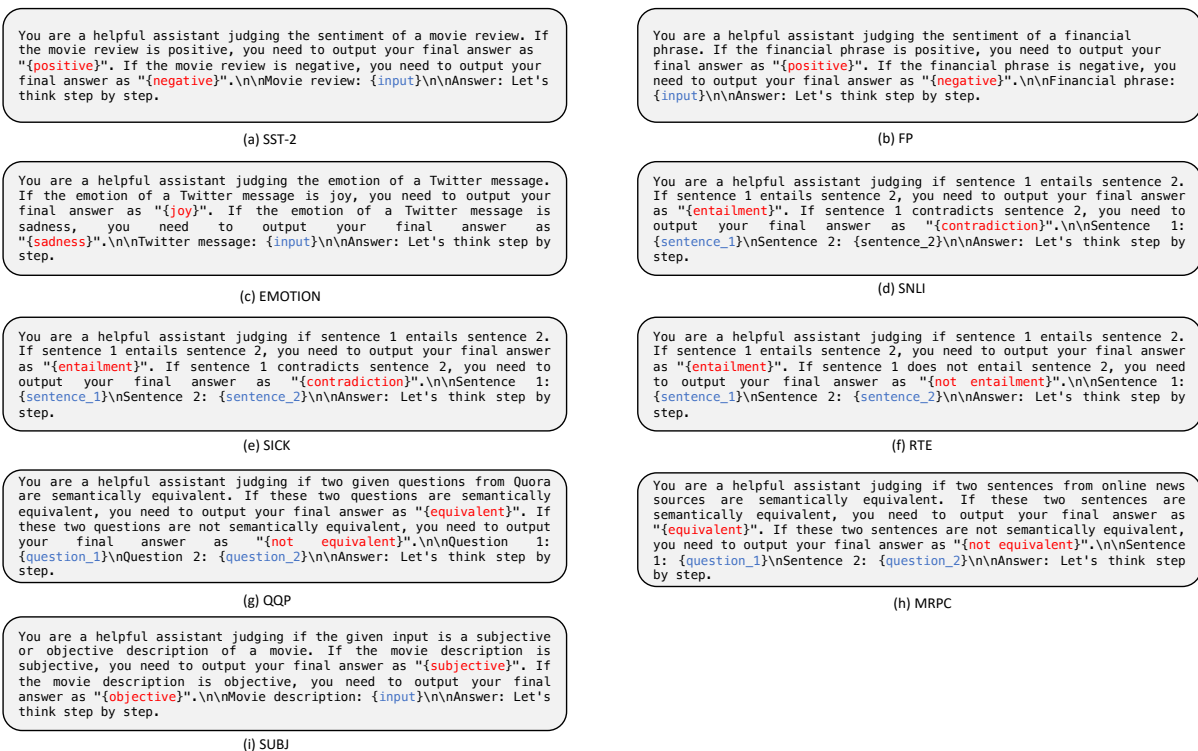 You are a helpful assistant judging the sentiment of a movie review. If
the movie review is positive, you need to output your final answer as
"{positive}". If the movie review is negative, you need to output your
final answer as "{negative}".\n\nMovie review: {input}\n\nAnswer: Let's
think step by step.
(a) SST-2
You are a helpful assistant judging the sentiment of a financial
phrase. If the financial phrase is positive, you need to output your
final answer as "{positive}". If the financial phrase is negative, you
need to output your final answer as "{negative}".\n\nFinancial phrase:
{input}\n\nAnswer: Let's think step by step.
(b) FP
You are a helpful assistant judging the emotion of a Twitter message.
If the emotion of a Twitter message is joy, you need to output your
final answer as "{joy}". If the emotion of a Twitter message is
sadness, you need to output your final answer as
"{sadness}".\n\nTwitter message: {input}\n\nAnswer: Let's think step by
step.
(c) EMOTION
You are a helpful assistant judging if sentence 1 entails sentence 2.
If sentence 1 entails sentence 2, you need to output your final answer
as "{entailment}". If sentence 1 contradicts sentence 2, you need to
output your final answer as "{contradiction}".\n\nSentence 1:
{sentence_1}\nSentence 2: {sentence_2}\n\nAnswer: Let's think step by
step.
(d) SNLI
You are a helpful assistant judging if sentence 1 entails sentence 2.
If sentence 1 entails sentence 2, you need to output your final answer
as "{entailment}". If sentence 1 contradicts sentence 2, you need to
output your final answer as "{contradiction}".\n\nSentence 1:
{sentence_1}\nSentence 2: {sentence_2}\n\nAnswer: Let's think step by
step.
(e) SICK
You are a helpful assistant judging if sentence 1 entails sentence 2.
If sentence 1 entails sentence 2, you need to output your final answer
as "{entailment}". If sentence 1 does not entail sentence 2, you need
to output your final answer as "{not entailment}".\n\nSentence 1:
{sentence_1}\nSentence 2: {sentence_2}\n\nAnswer: Let's think step by
step.
(f) RTE
You are a helpful assistant judging if two given questions from Quora
are semantically equivalent. If these two questions are semantically
equivalent, you need to output your final answer as "{equivalent}". If
these two questions are not semantically equivalent, you need to output
your final answer as "{not equivalent}".\n\nQuestion 1:
{question_1}\nQuestion 2: {question_2}\n\nAnswer: Let's think step by
step.
(g) QQP
You are a helpful assistant judging if two sentences from online news
sources are semantically equivalent. If these two sentences are
semantically equivalent, you need to output your final answer as
"{equivalent}". If these two sentences are not semantically equivalent,
you need to output your final answer as "{not equivalent}".\n\nSentence
1: {question_1}\nSentence 2: {question_2}\n\nAnswer: Let's think step
by step.
(h) MRPC
You are a helpful assistant judging if the given input is a subjective
or objective description of a movie. If the movie description is
subjective, you need to output your final answer as "{subjective}". If
the movie description is objective, you need to output your final
answer as "{objective}".\n\nMovie description: {input}\n\nAnswer: Let's
think step by step.
(i) SUBJ